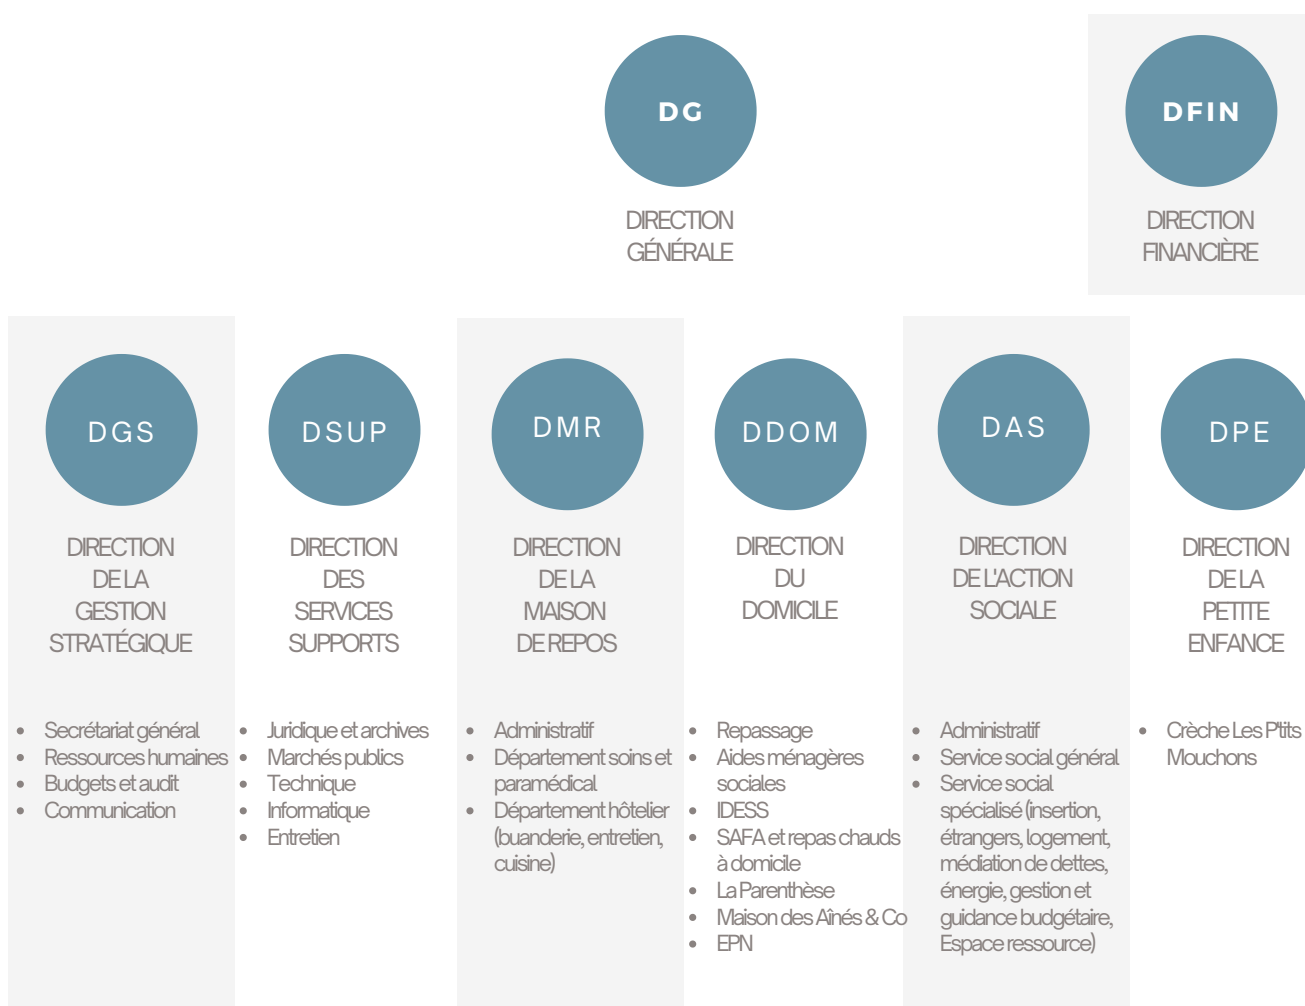 DG
DIRECTION
GÉNÉRALE
DFIN
DIRECTION
FINANCIÈRE
DGS
DIRECTION
DE LA
GESTION
STRATÉGIQUE
• Secrétariat général
• Ressources humaines
• Budgets et audit
• Communication
DSUP
DIRECTION
DES
SERVICES
SUPPORTS
• Juridique et archives
• Marchés publics
• Technique
• Informatique
• Entretien
DMR
DIRECTION
DE LA
MAISON
DE REPOS
• Administratif
• Département soins et
paramédical
• Département hôtelier
(buanderie, entretien,
cuisine)
DDOM
DIRECTION
DU
DOMICILE
• Repassage
• Aides ménagères
sociales
• IDESS
• SAFA et repas chauds
à domicile
• La Parenthèse
• Maison des Aînés & Co
• EPN
DAS
DIRECTION
DE L'ACTION
SOCIALE
• Administratif
• Service social général
• Service social
spécialisé (insertion,
étrangers, logement,
médiation de dettes,
énergie, gestion et
guidance budgétaire,
Espace ressource)
DPE
DIRECTION
DE LA
PETITE
ENFANCE
• Crèche Les P'tits
Mouchons